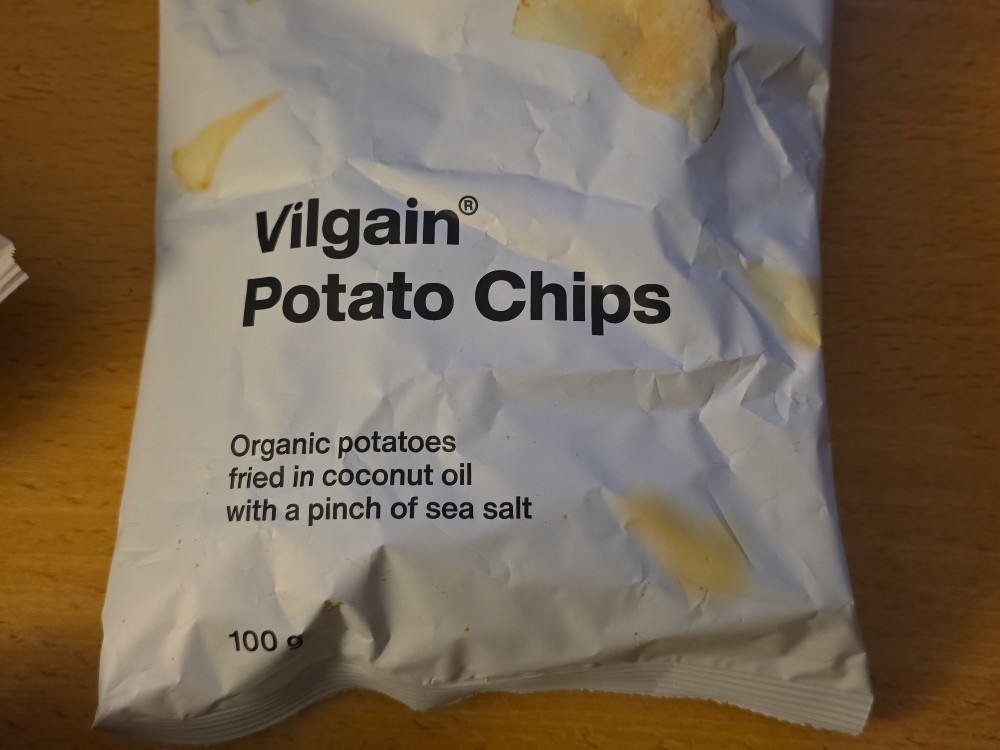 Vilgain®
Potato Chips
Organic potatoes
fried in coconut oil
with a pinch of sea salt
100 g